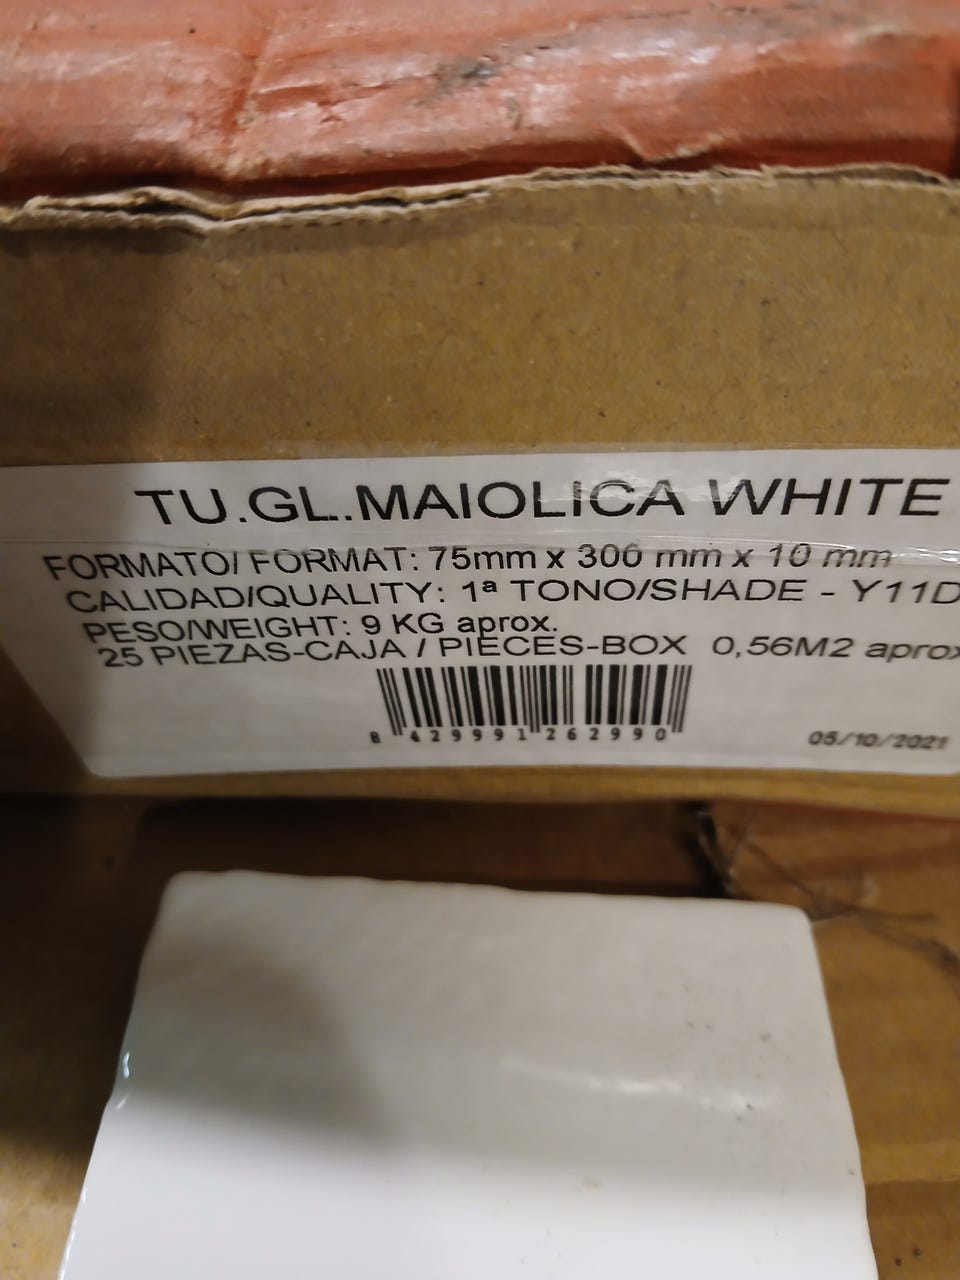 TU.GL.MAIOLICA WHITE
FORMATO/ FORMAT: 75mm x 300 mm x 10 mm
CALIDAD/QUALITY: 1ª TONO/SHADE - Y11D
PESO/WEIGHT: 9 KG aprox.
25 PIEZAS-CAJA / PIECES-BOX 0,56M2 aprox
8 429991 262990
05/10/2021